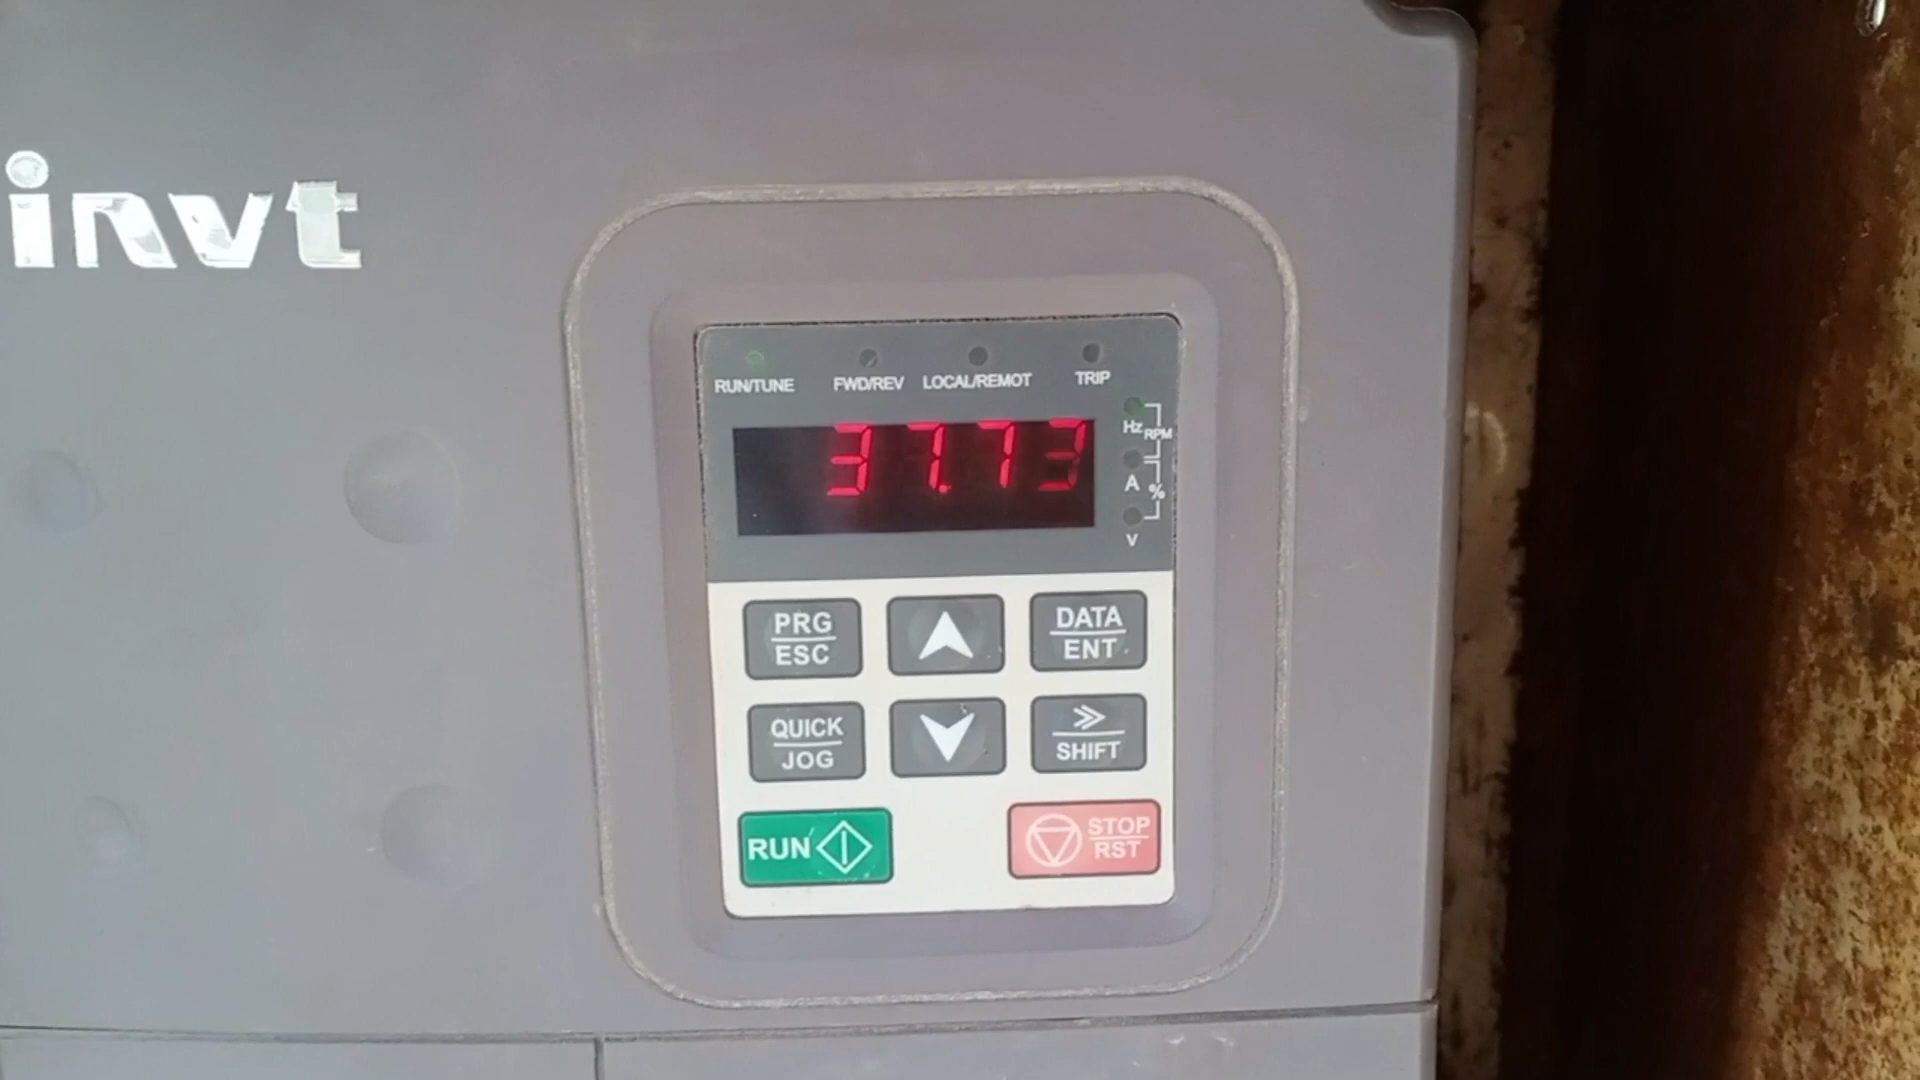 invt
RUN/TUNE FWD/REV LOCAL/REMOT TRIP
37.73
Hz RPM
A %
V
PRG
ESC
DATA
ENT
QUICK
JOG
SHIFT
RUN
STOP
RST